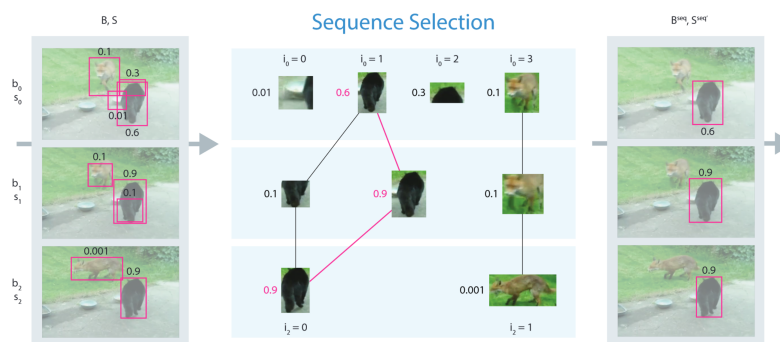 B, S
Sequence Selection
Bseq, Sseq'
i0 = 0 i0 = 1 i0 = 2 i0 = 3
b0
s0
0.1
0.3
0.01
0.6
0.01
0.6
0.3
0.1
0.6
b1
s1
0.1
0.9
0.1
0.1
0.9
0.1
0.9
b2
s2
0.001
0.9
0.9
0.001
0.9
i2 = 0 i2 = 1